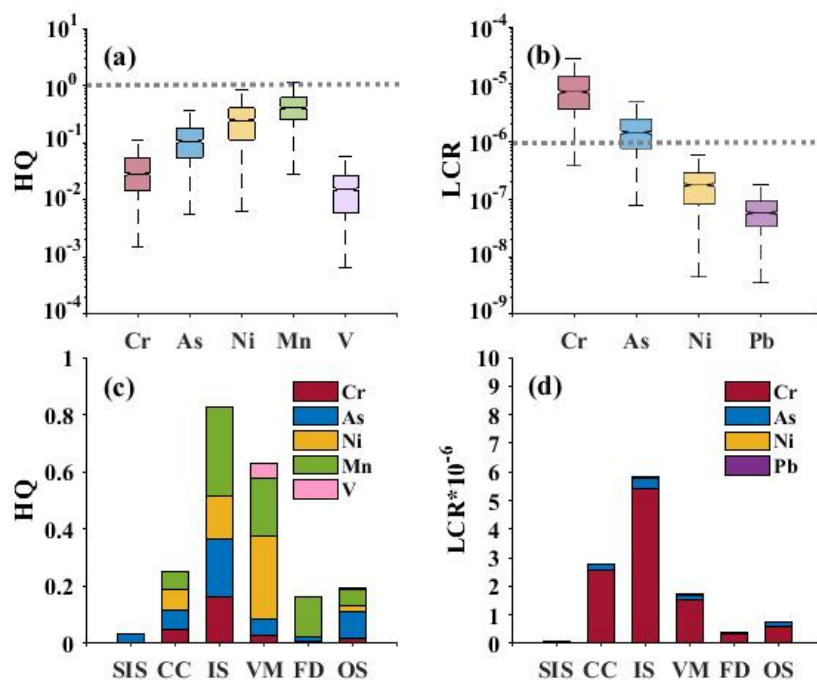 (a)
HQ
10^1
10^0
10^-1
10^-2
10^-3
10^-4
Cr As Ni Mn V
(b)
LCR
10^-4
10^-5
10^-6
10^-7
10^-8
10^-9
Cr As Ni Pb
(c)
HQ
1
0.8
0.6
0.4
0.2
0
Cr
As
Ni
Mn
V
SIS CC IS VM FD OS
(d)
LCR*10^-6
10
9
8
7
6
5
4
3
2
1
0
Cr
As
Ni
Pb
SIS CC IS VM FD OS